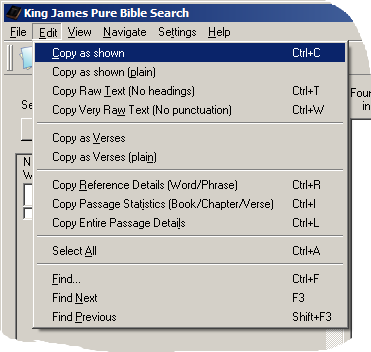 King James Pure Bible Search
File Edit View Navigate Settings Help
Copy as shown Ctrl+C
Copy as shown (plain)
Copy Raw Text (No headings) Ctrl+T
Copy Very Raw Text (No punctuation) Ctrl+W
Copy as Verses
Copy as Verses (plain)
Copy Reference Details (Word/Phrase) Ctrl+R
Copy Passage Statistics (Book/Chapter/Verse) Ctrl+I
Copy Entire Passage Details Ctrl+L
Select All Ctrl+A
Find... Ctrl+F
Find Next F3
Find Previous Shift+F3
Se
N
W
Foun
in